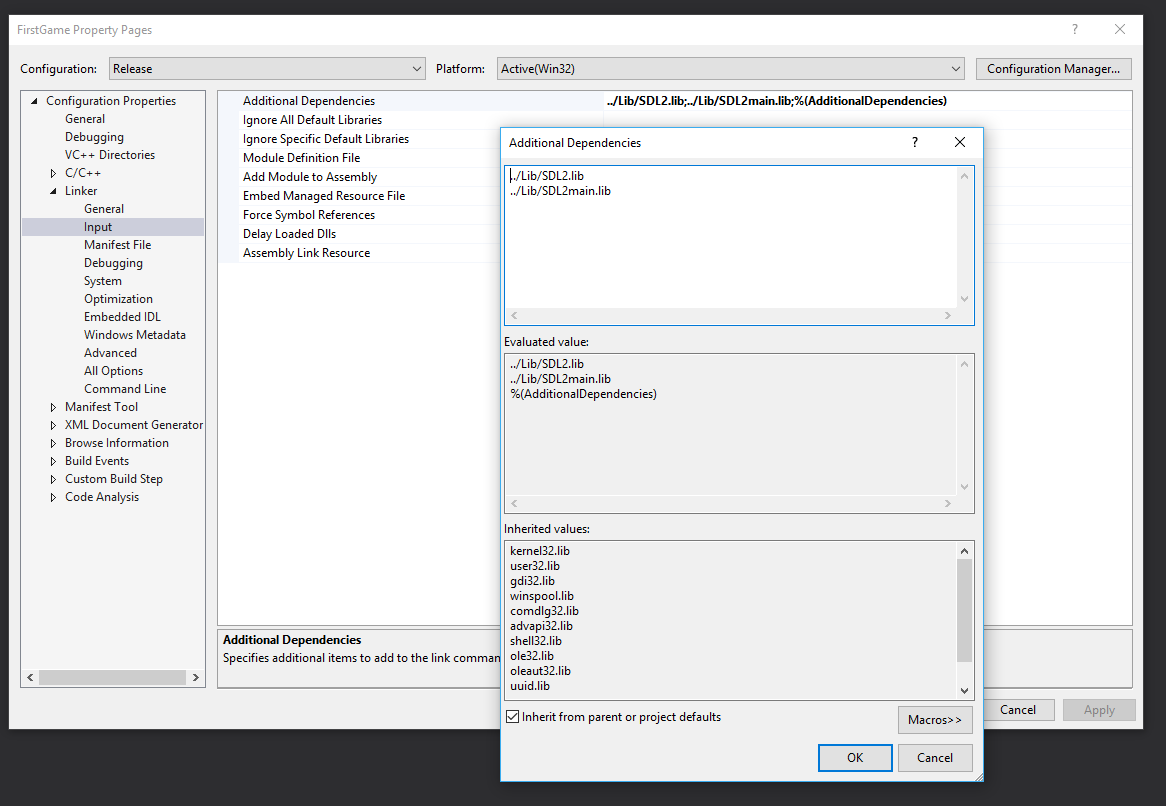 FirstGame Property Pages
?
Configuration: Release Platform: Active(Win32) Configuration Manager...
Configuration Properties
General
Debugging
VC++ Directories
C/C++
Linker
General
Input
Manifest File
Debugging
System
Optimization
Embedded IDL
Windows Metadata
Advanced
All Options
Command Line
Manifest Tool
XML Document Generator
Browse Information
Build Events
Custom Build Step
Code Analysis
Additional Dependencies ../Lib/SDL2.lib;../Lib/SDL2main.lib;%(AdditionalDependencies)
Ignore All Default Libraries
Ignore Specific Default Libraries
Module Definition File
Add Module to Assembly
Embed Managed Resource File
Force Symbol References
Delay Loaded Dlls
Assembly Link Resource
Additional Dependencies
Specifies additional items to add to the link comman
Additional Dependencies ?
../Lib/SDL2.lib
../Lib/SDL2main.lib
Evaluated value:
../Lib/SDL2.lib
../Lib/SDL2main.lib
%(AdditionalDependencies)
Inherited values:
kernel32.lib
user32.lib
gdi32.lib
winspool.lib
comdlg32.lib
advapi32.lib
shell32.lib
ole32.lib
oleaut32.lib
uuid.lib
Inherit from parent or project defaults
Macros>>
OK Cancel
Cancel Apply